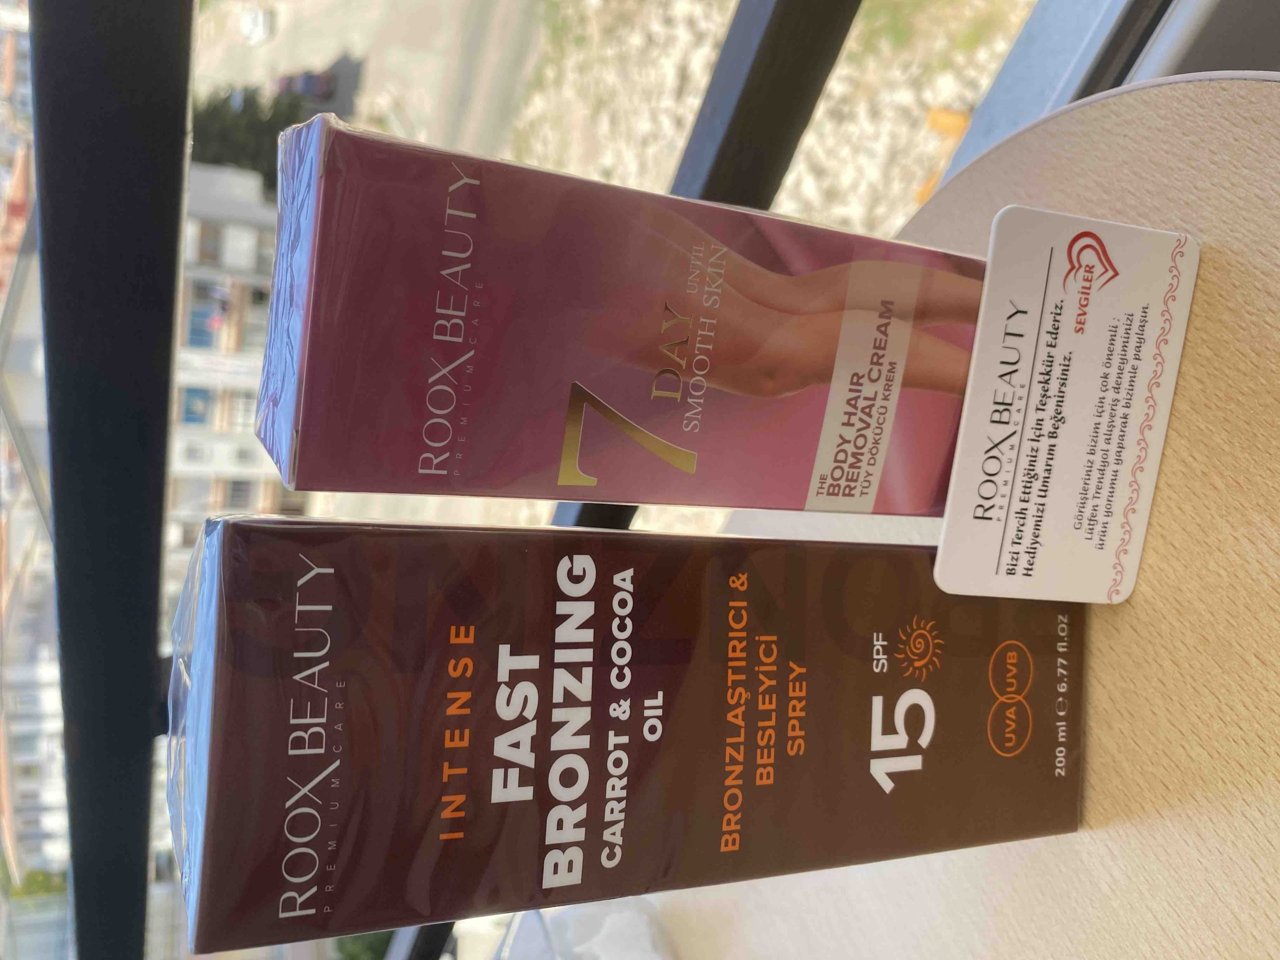 ROOX BEAUTY
PREMIUM CARE
INTENSE
FAST
BRONZING
CARROT & COCOA
OIL
BRONZLAŞTIRICI &
BESLEYİCİ
SPREY
15 SPF
UVA UVB
200 ml ℮ 6.77 fl.oz
ROOX BEAUTY
PREMIUM CARE
7 DAY UNTIL
SMOOTH SKIN
THE
BODY HAIR
REMOVAL CREAM
TÜY DÖKÜCÜ KREM
ROOX BEAUTY
PREMIUM CARE
Bizi Tercih Ettiğiniz İçin Teşekkür Ederiz.
Hediyemizi Umarım Beğenirsiniz.
SEVGİLER
Görüşleriniz bizim için çok önemli ;
Lütfen Trendyol alışveriş deneyiminizi
ürün yorumu yaparak bizimle paylaşın.